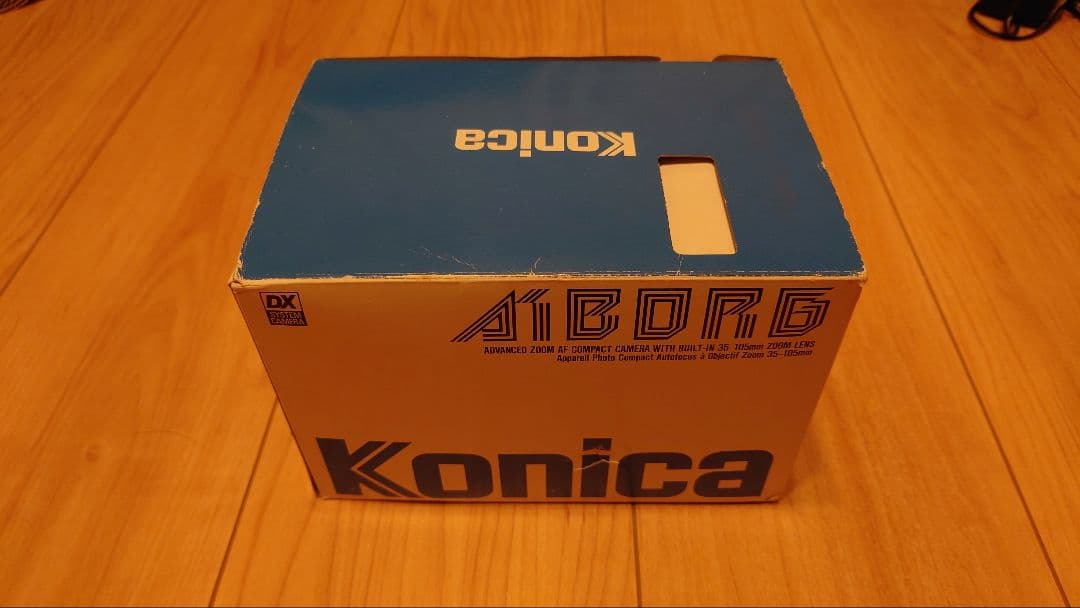 Konica
DX
SYSTEM
CAMERA
AiBORG
ADVANCED ZOOM AF COMPACT CAMERA WITH BUILT-IN 35-105mm ZOOM LENS
Appareil Photo Compact Autofocus à Objectif Zoom 35-105mm
Konica